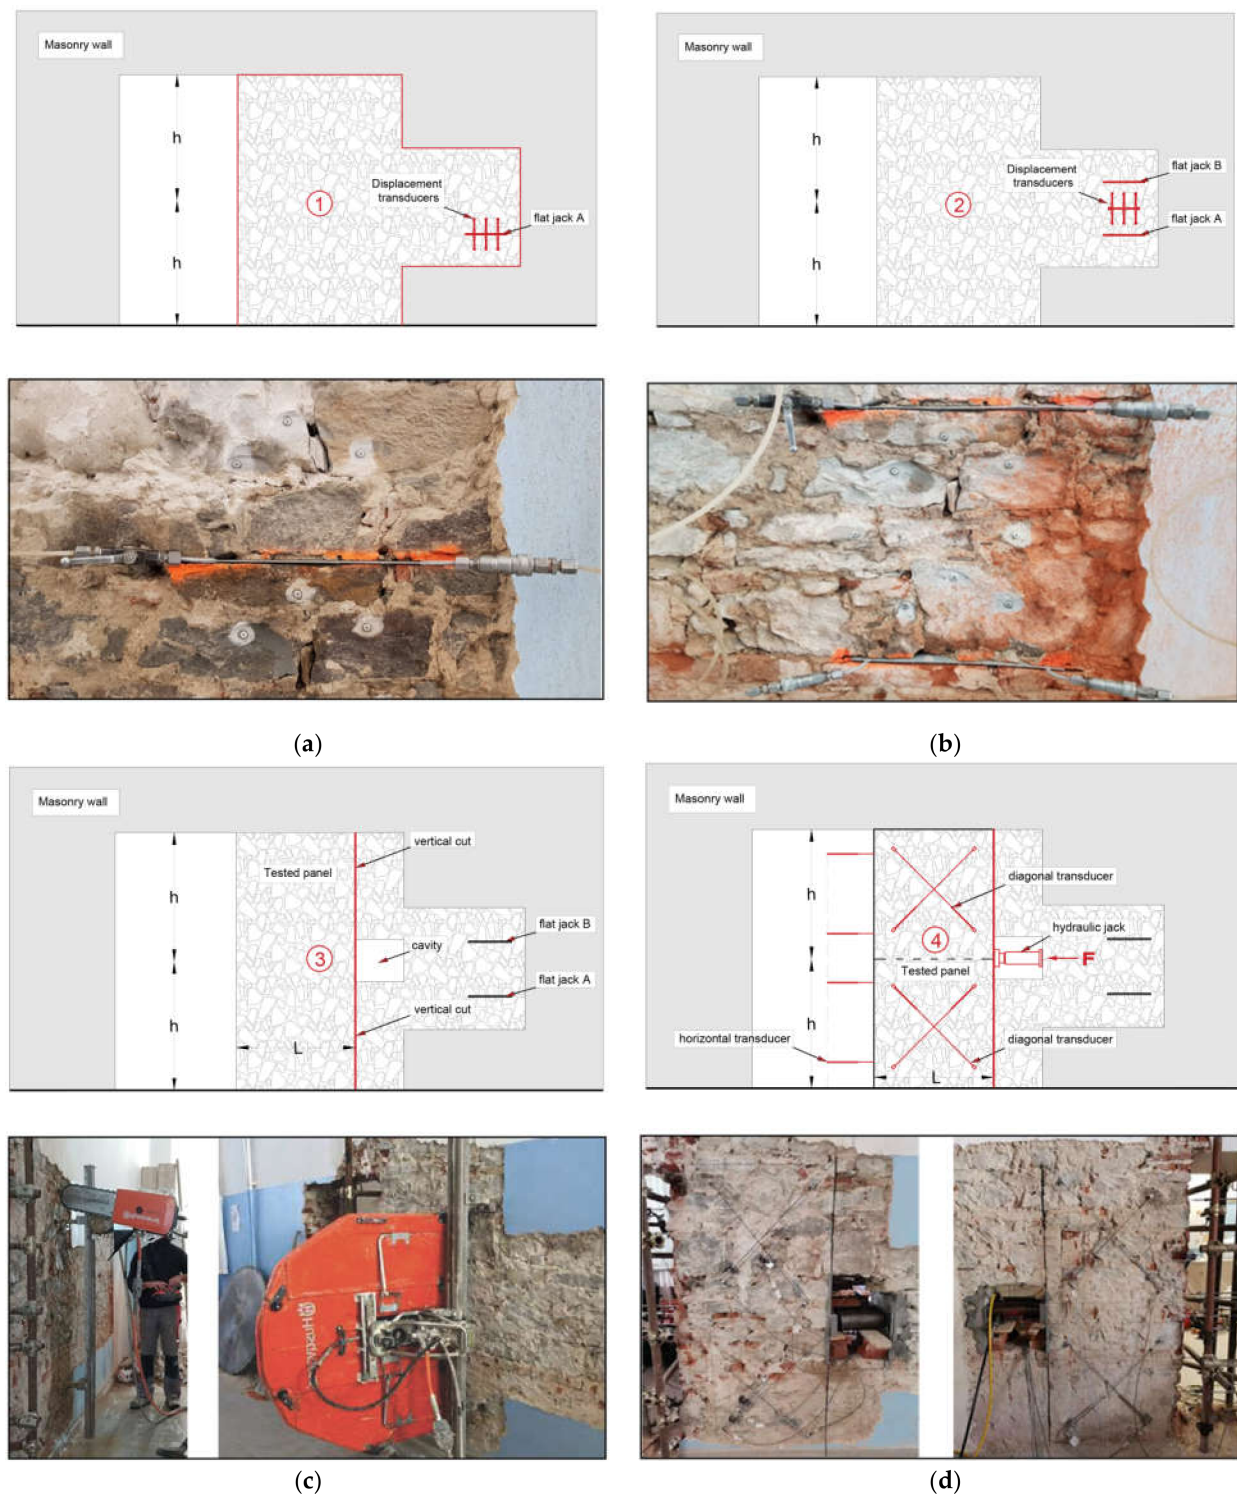 Masonry wall
h
h
1
Displacement
transducers
flat jack A
Masonry wall
h
h
2
Displacement
transducers
flat jack B
flat jack A
(a)
(b)
Masonry wall
h
h
Tested panel
3
L
vertical cut
flat jack B
cavity
flat jack A
vertical cut
Masonry wall
h
h
4
Tested panel
L
diagonal transducer
hydraulic jack
F
horizontal transducer
diagonal transducer
(c)
(d)